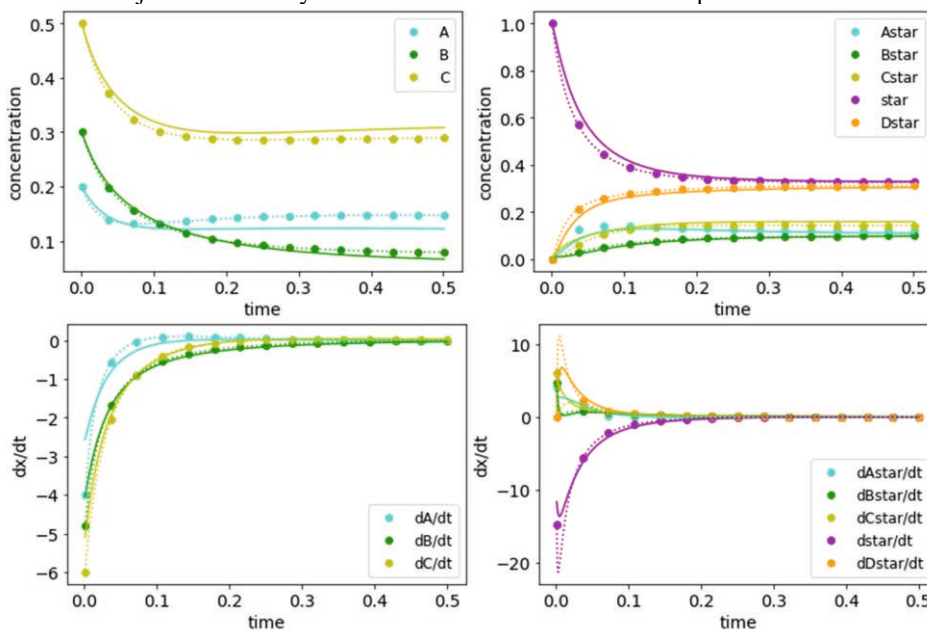 0.5
0.4
0.3
0.2
0.1
concentration
A
B
C
0.0 0.1 0.2 0.3 0.4 0.5
time
1.0
0.8
0.6
0.4
0.2
0.0
concentration
Astar
Bstar
Cstar
star
Dstar
0.0 0.1 0.2 0.3 0.4 0.5
time
0
−1
−2
−3
−4
−5
−6
dx/dt
dA/dt
dB/dt
dC/dt
0.0 0.1 0.2 0.3 0.4 0.5
time
10
0
−10
−20
dx/dt
dAstar/dt
dBstar/dt
dCstar/dt
dstar/dt
dDstar/dt
0.0 0.1 0.2 0.3 0.4 0.5
time